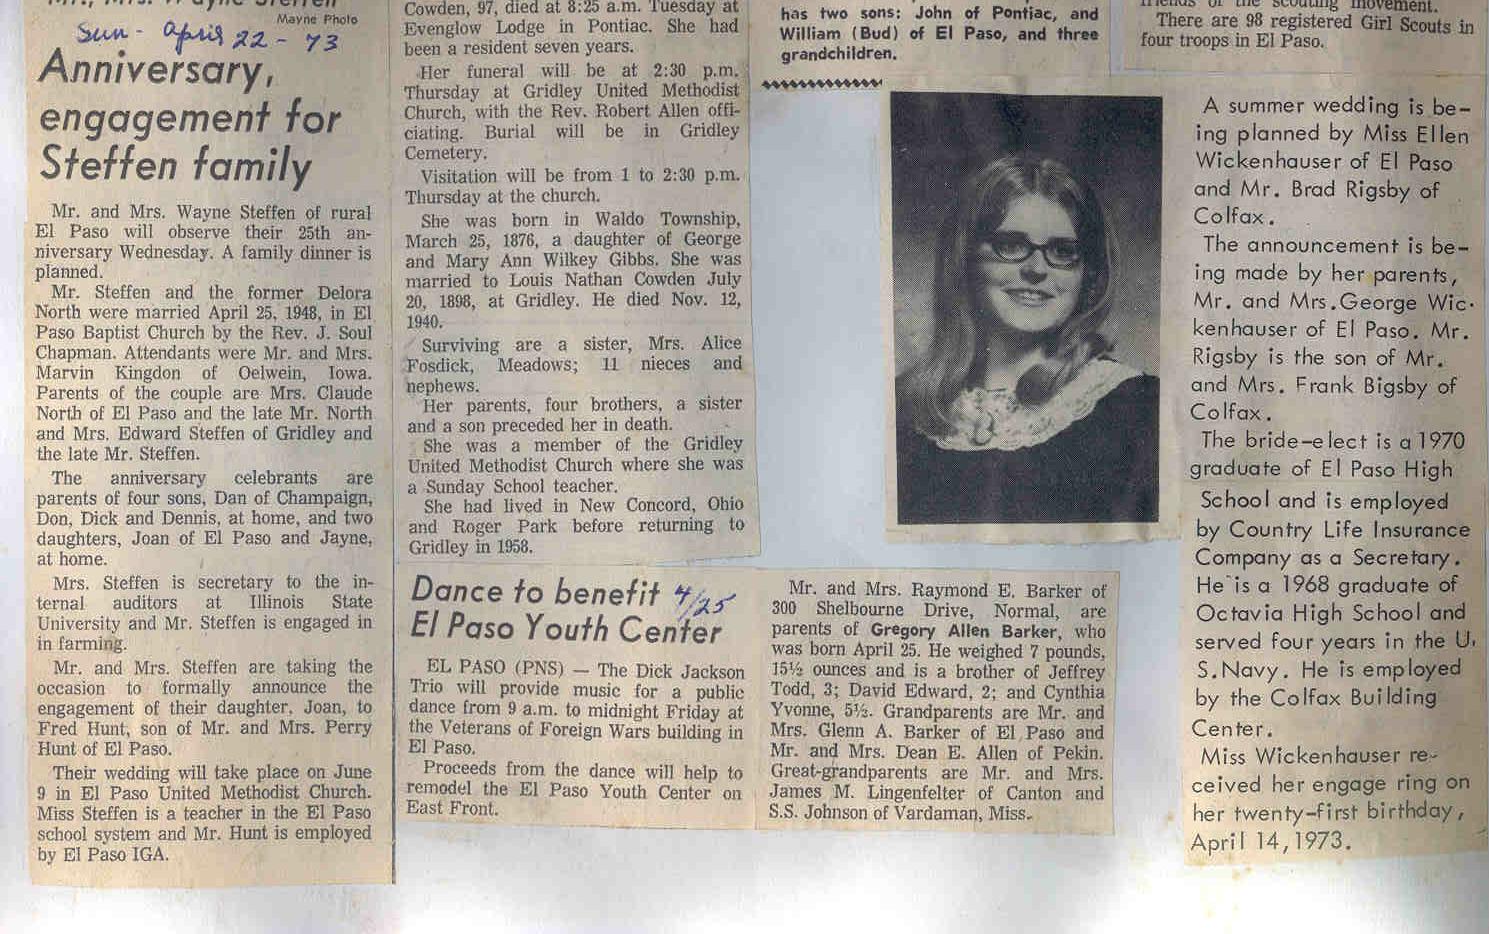 Mr., Mrs. Wayne Steffen
Mayne Photo
Sun - April 22 - 73
Anniversary,
engagement for
Steffen family
Mr. and Mrs. Wayne Steffen of rural
El Paso will observe their 25th an-
niversary Wednesday. A family dinner is
planned.
Mr. Steffen and the former Delora
North were married April 25, 1948, in El
Paso Baptist Church by the Rev. J. Soul
Chapman. Attendants were Mr. and Mrs.
Marvin Kingdon of Oelwein, Iowa.
Parents of the couple are Mrs. Claude
North of El Paso and the late Mr. North
and Mrs. Edward Steffen of Gridley and
the late Mr. Steffen.
The anniversary celebrants are
parents of four sons, Dan of Champaign,
Don, Dick and Dennis, at home, and two
daughters, Joan of El Paso and Jayne,
at home.
Mrs. Steffen is secretary to the in-
ternal auditors at Illinois State
University and Mr. Steffen is engaged in
in farming.
Mr. and Mrs. Steffen are taking the
occasion to formally announce the
engagement of their daughter, Joan, to
Fred Hunt, son of Mr. and Mrs. Perry
Hunt of El Paso.
Their wedding will take place on June
9 in El Paso United Methodist Church.
Miss Steffen is a teacher in the El Paso
school system and Mr. Hunt is employed
by El Paso IGA.
Cowden, 97, died at 8:25 a.m. Tuesday at
Evenglow Lodge in Pontiac. She had
been a resident seven years.
Her funeral will be at 2:30 p.m.
Thursday at Gridley United Methodist
Church, with the Rev. Robert Allen offi-
ciating. Burial will be in Gridley
Cemetery.
Visitation will be from 1 to 2:30 p.m.
Thursday at the church.
She was born in Waldo Township,
March 25, 1876, a daughter of George
and Mary Ann Wilkey Gibbs. She was
married to Louis Nathan Cowden July
20, 1898, at Gridley. He died Nov. 12,
1940.
Surviving are a sister, Mrs. Alice
Fosdick, Meadows; 11 nieces and
nephews.
Her parents, four brothers, a sister
and a son preceded her in death.
She was a member of the Gridley
United Methodist Church where she was
a Sunday School teacher.
She had lived in New Concord, Ohio
and Roger Park before returning to
Gridley in 1958.
Dance to benefit 4/25
El Paso Youth Center
EL PASO (PNS) — The Dick Jackson
Trio will provide music for a public
dance from 9 a.m. to midnight Friday at
the Veterans of Foreign Wars building in
El Paso.
Proceeds from the dance will help to
remodel the El Paso Youth Center on
East Front.
has two sons: John of Pontiac, and
William (Bud) of El Paso, and three
grandchildren.
Mr. and Mrs. Raymond E. Barker of
300 Shelbourne Drive, Normal, are
parents of Gregory Allen Barker, who
was born April 25. He weighed 7 pounds,
15½ ounces and is a brother of Jeffrey
Todd, 3; David Edward, 2; and Cynthia
Yvonne, 5½. Grandparents are Mr. and
Mrs. Glenn A. Barker of El Paso and
Mr. and Mrs. Dean E. Allen of Pekin.
Great-grandparents are Mr. and Mrs.
James M. Lingenfelter of Canton and
S.S. Johnson of Vardaman, Miss.
friends of the scouting movement.
There are 98 registered Girl Scouts in
four troops in El Paso.
A summer wedding is be-
ing planned by Miss Ellen
Wickenhauser of El Paso
and Mr. Brad Rigsby of
Colfax.
The announcement is be-
ing made by her parents,
Mr. and Mrs.George Wic-
kenhauser of El Paso. Mr.
Rigsby is the son of Mr.
and Mrs. Frank Bigsby of
Colfax.
The bride-elect is a 1970
graduate of El Paso High
School and is employed
by Country Life Insurance
Company as a Secretary.
He is a 1968 graduate of
Octavia High School and
served four years in the U.
S.Navy. He is employed
by the Colfax Building
Center.
Miss Wickenhauser re-
ceived her engage ring on
her twenty-first birthday,
April 14,1973.